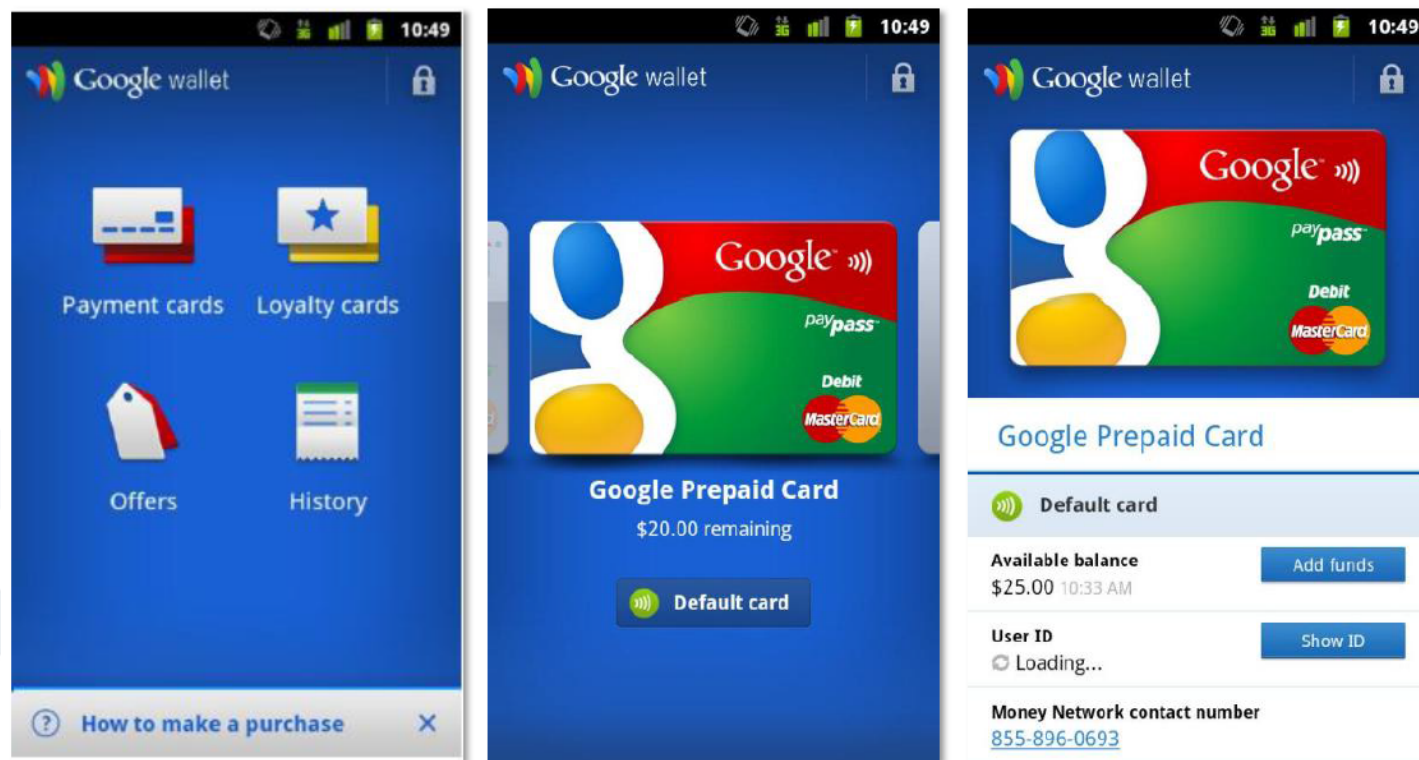 10:49
Google wallet
Payment cards Loyalty cards
Offers History
? How to make a purchase X
10:49
Google wallet
Google
paypass
Debit
MasterCard
Google Prepaid Card
$20.00 remaining
Default card
10:49
Google wallet
Google
paypass
Debit
MasterCard
Google Prepaid Card
Default card
Available balance
Add funds
$25.00 10:33 AM
User ID
Show ID
Loading...
Money Network contact number
855-896-0693